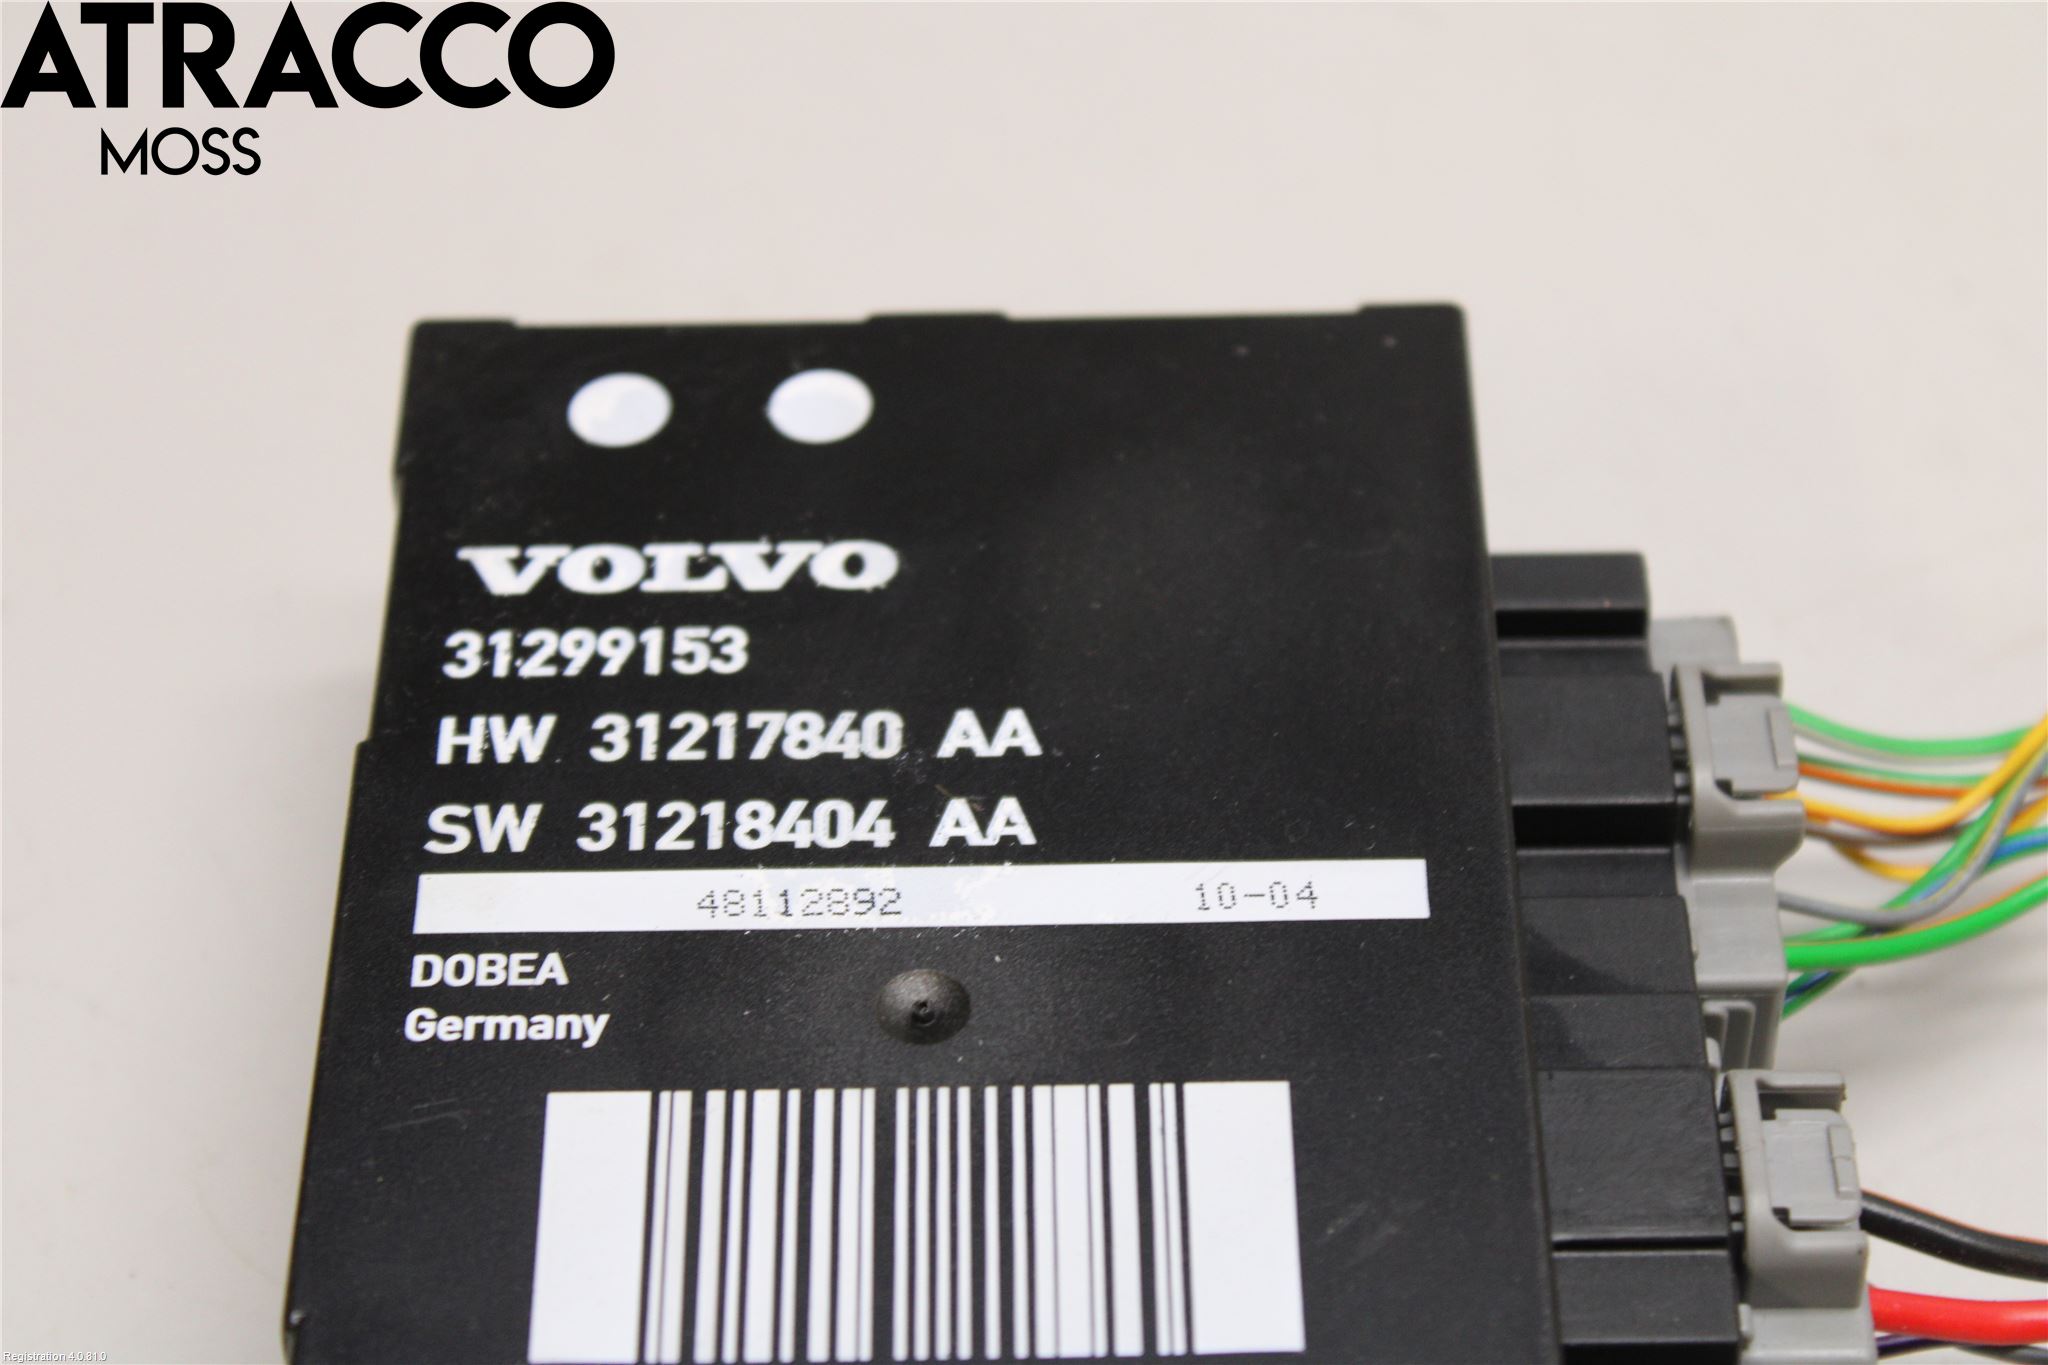 ATRACCO
MOSS
VOLVO
31299153
HW 31217840 AA
SW 31218404 AA
48112892 10-04
DOBEA
Germany
Registration 4.0.81.0